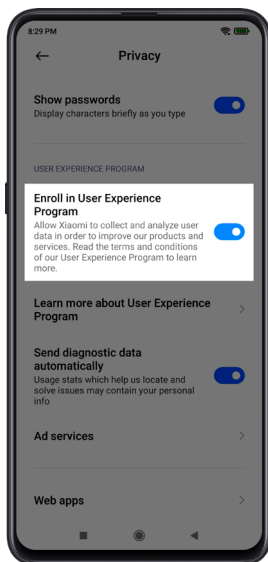 8:29 PM
100
Privacy
Show passwords
Display characters briefly as you type
USER EXPERIENCE PROGRAM
Enroll in User Experience
Program
Allow Xiaomi to collect and analyze user
data in order to improve our products and
services. Read the terms and conditions
of our User Experience Program to learn
more.
Learn more about User Experience
Program
Send diagnostic data
automatically
Usage stats which help us locate and
solve issues may contain your personal
info
Ad services
Web apps